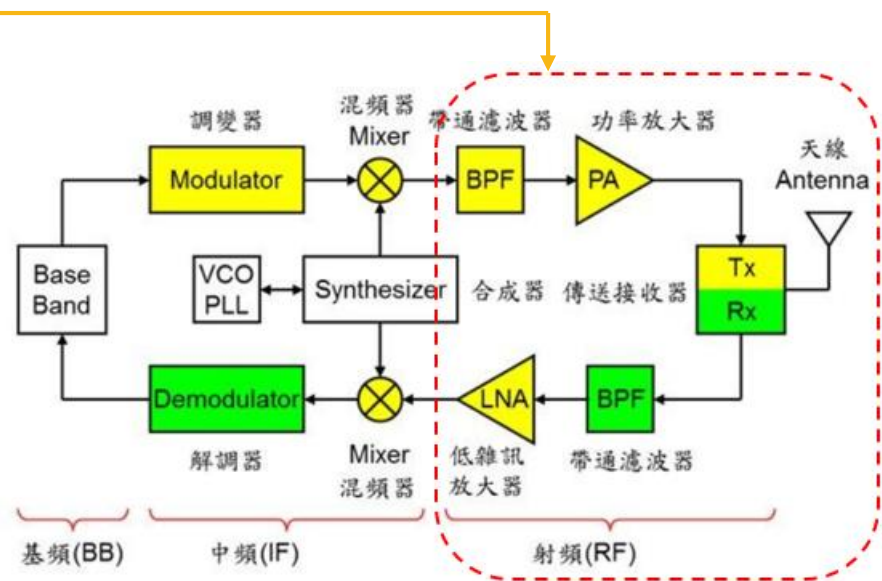 調變器
混頻器
Mixer
帶通濾波器
功率放大器
天線
Antenna
Modulator
BPF
PA
Base
Band
VCO
PLL
Synthesizer
合成器
傳送接收器
Tx
Rx
Demodulator
LNA
BPF
解調器
Mixer
混頻器
低雜訊
放大器
帶通濾波器
基頻(BB)
中頻(IF)
射頻(RF)